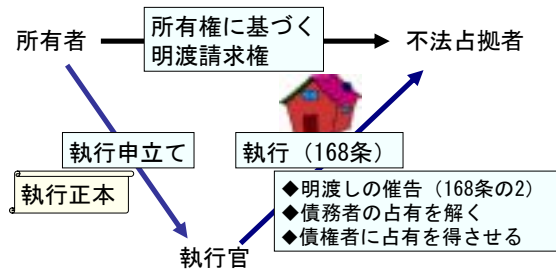 所有者
所有権に基づく
明渡請求権
不法占拠者
執行申立て
執行（168条）
執行正本
◆明渡しの催告（168条の2）
◆債務者の占有を解く
◆債権者に占有を得させる
執行官